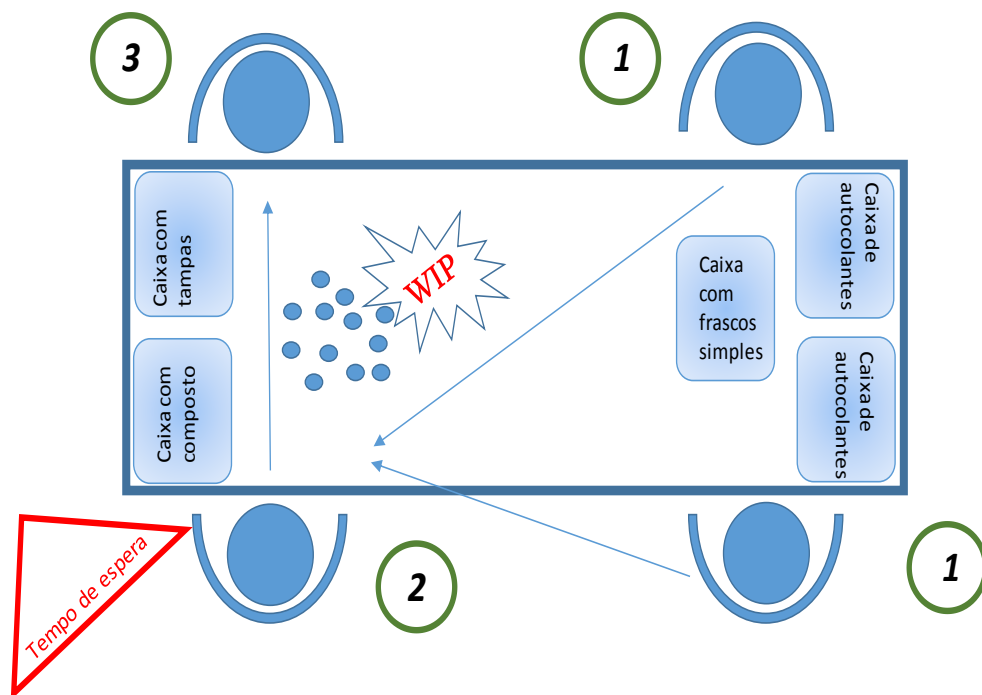 3
1
Caixa com
tampas
WIP
Caixa
com
frascos
simples
Caixa de
autocolantes
Caixa com
composto
Caixa de
autocolantes
Tempo de espera
2
1